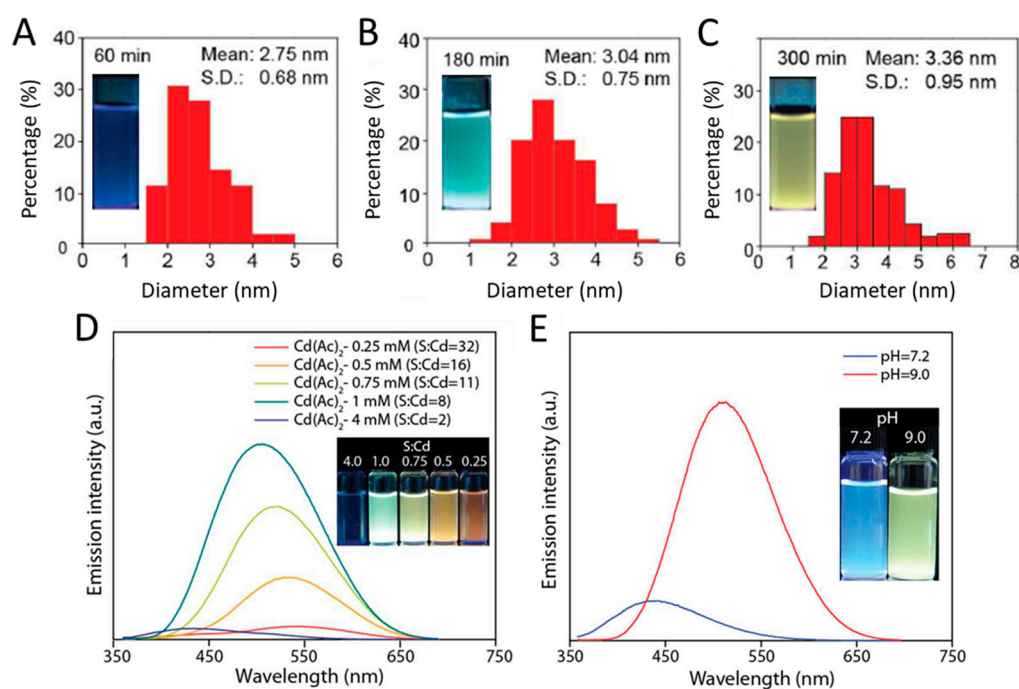 A
60 min
Mean: 2.75 nm
S.D.: 0.68 nm
Percentage (%)
40
30
20
10
0
0 1 2 3 4 5 6
Diameter (nm)
B
180 min
Mean: 3.04 nm
S.D.: 0.75 nm
Percentage (%)
40
30
20
10
0
0 1 2 3 4 5 6
Diameter (nm)
C
300 min
Mean: 3.36 nm
S.D.: 0.95 nm
Percentage (%)
40
30
20
10
0
0 1 2 3 4 5 6 7 8
Diameter (nm)
D
Cd(Ac)₂- 0.25 mM (S:Cd=32)
Cd(Ac)₂- 0.5 mM (S:Cd=16)
Cd(Ac)₂- 0.75 mM (S:Cd=11)
Cd(Ac)₂- 1 mM (S:Cd=8)
Cd(Ac)₂- 4 mM (S:Cd=2)
S:Cd
4.0 1.0 0.75 0.5 0.25
Emission intensity (a.u.)
350 450 550 650 750
Wavelength (nm)
E
pH=7.2
pH=9.0
pH
7.2 9.0
Emission intensity (a.u.)
350 450 550 650 750
Wavelength (nm)